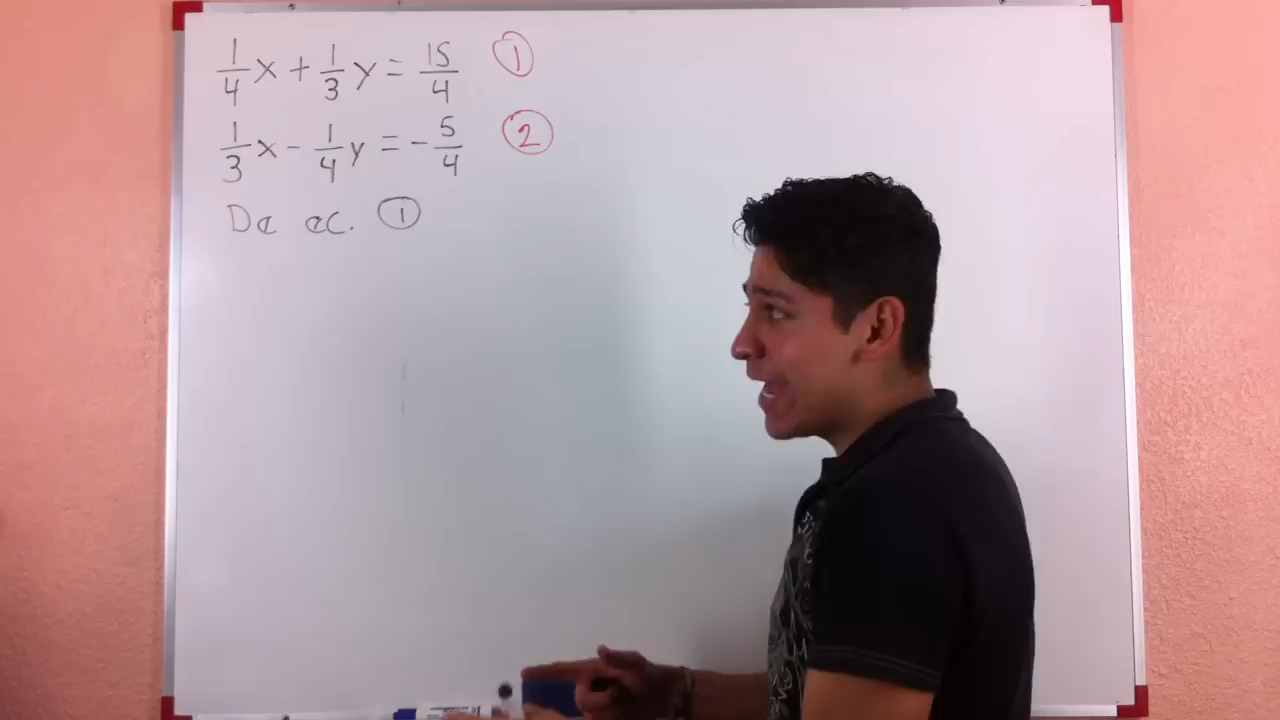 1/4 x + 1/3 y = 15/4 ①
1/3 x - 1/4 y = - 5/4 ②
De ec. ①